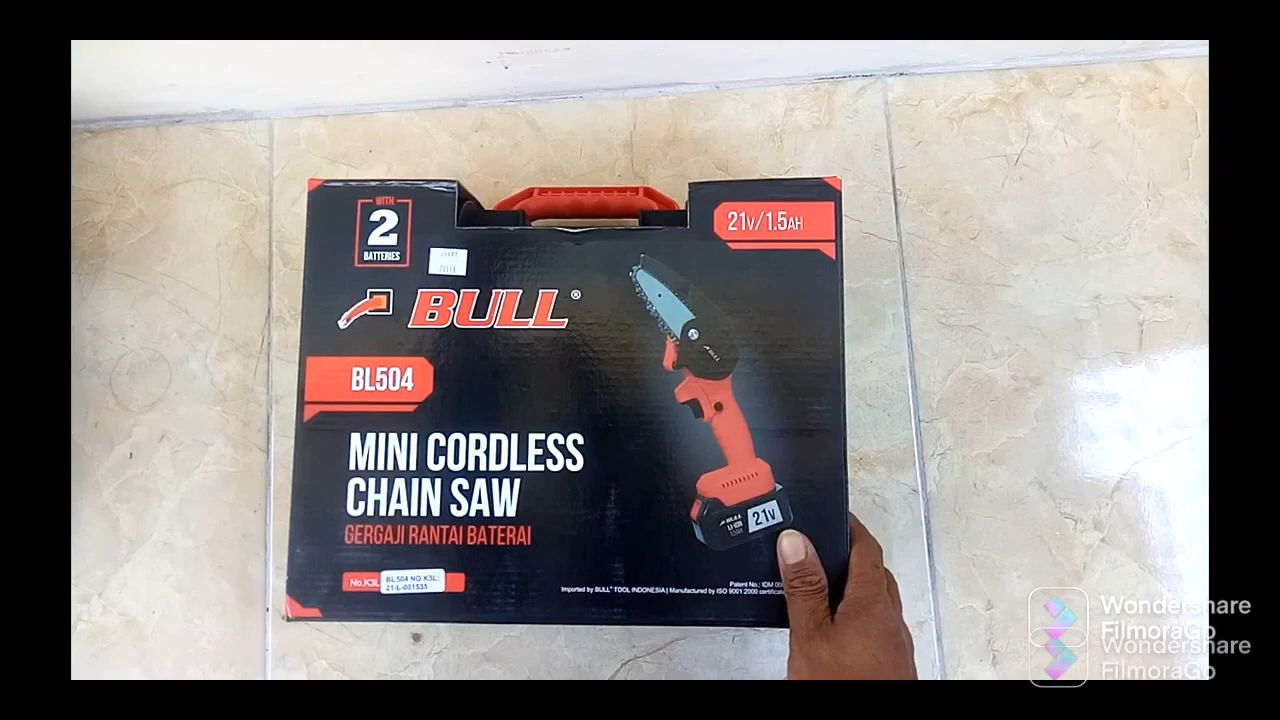 WITH
2
BATTERIES
21V/1.5AH
BULL®
BL504
MINI CORDLESS
CHAIN SAW
GERGAJI RANTAI BATERAI
No.K3L
BL504 NO K3L:
21-L-001535
BULL
BULL
21V
Imported by BULL® TOOL INDONESIA | Manufactured by ISO 9001:2000
Patent No.: IDM
Wondershare
FilmoraGo
Wondershare
FilmoraGo